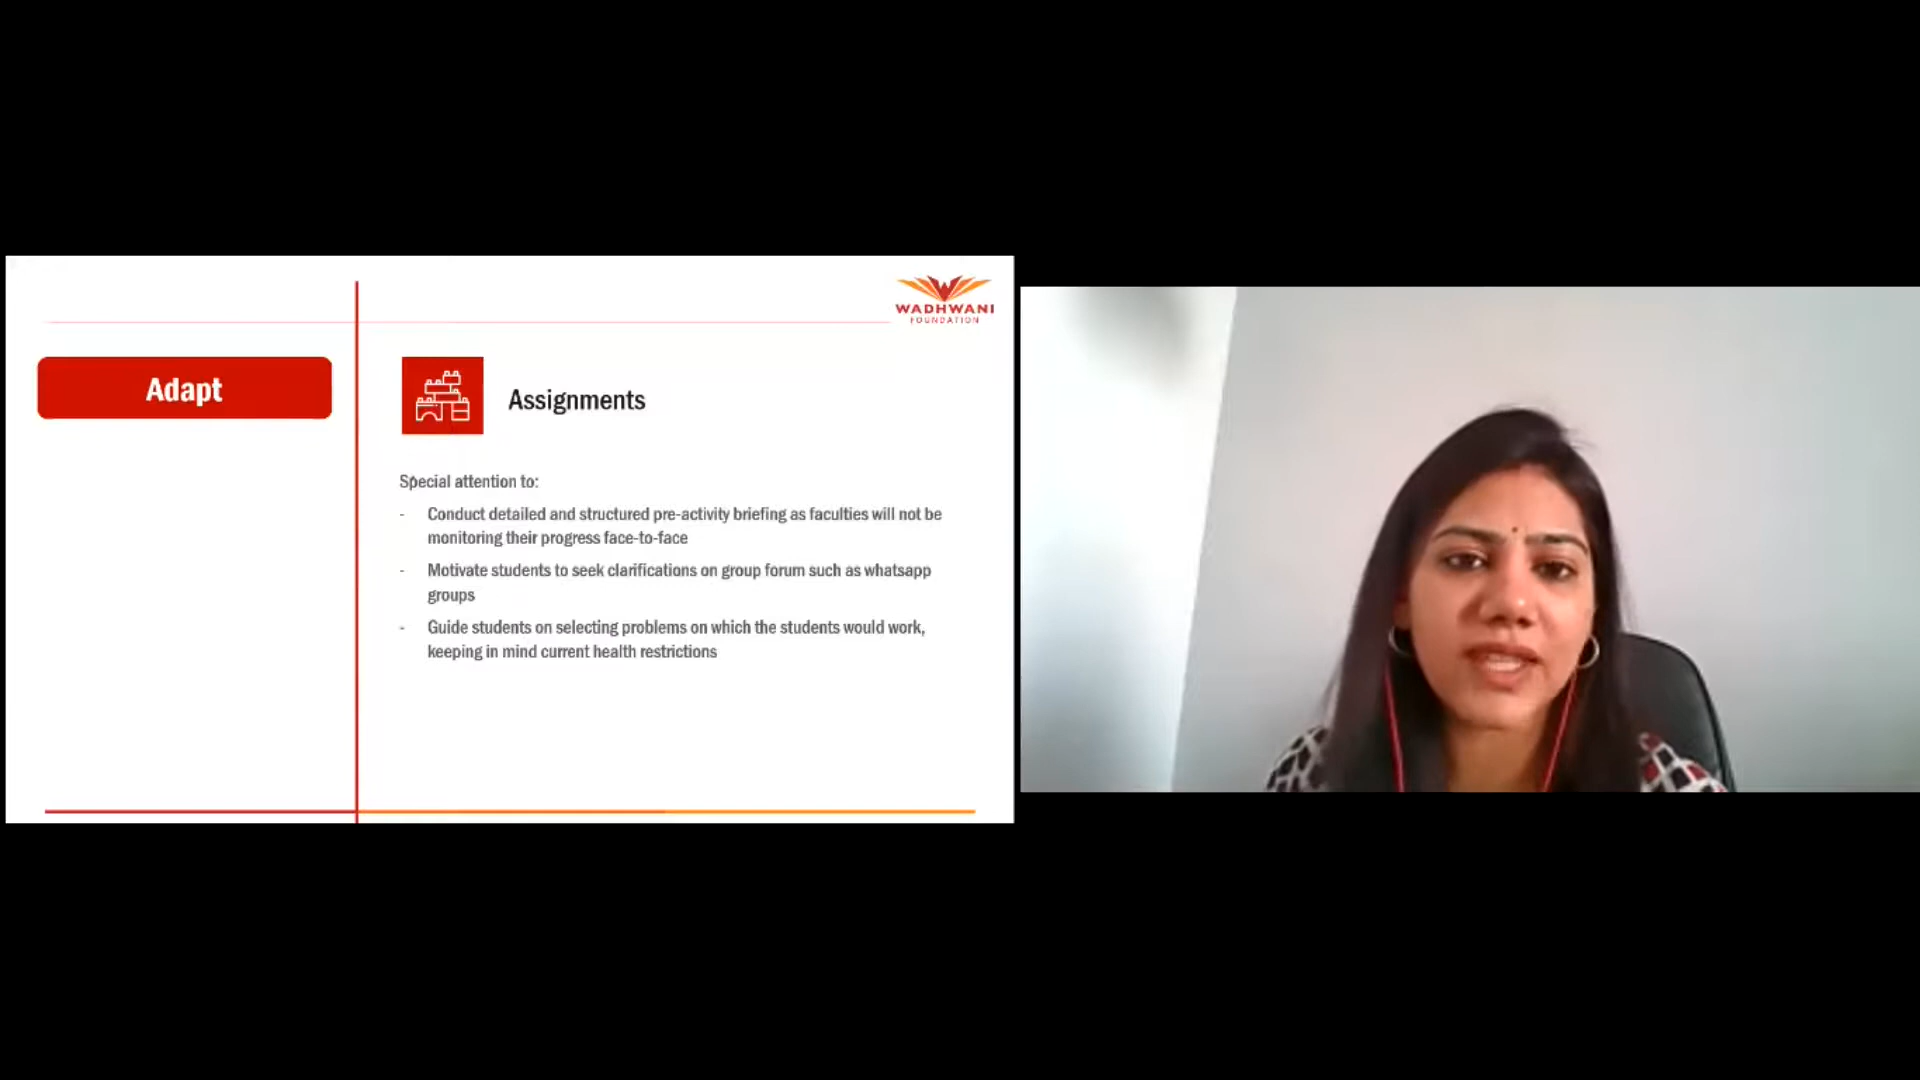 WADHWANI
FOUNDATION
Adapt
Assignments
Special attention to:
- Conduct detailed and structured pre-activity briefing as faculties will not be
monitoring their progress face-to-face
- Motivate students to seek clarifications on group forum such as whatsapp
groups
- Guide students on selecting problems on which the students would work,
keeping in mind current health restrictions